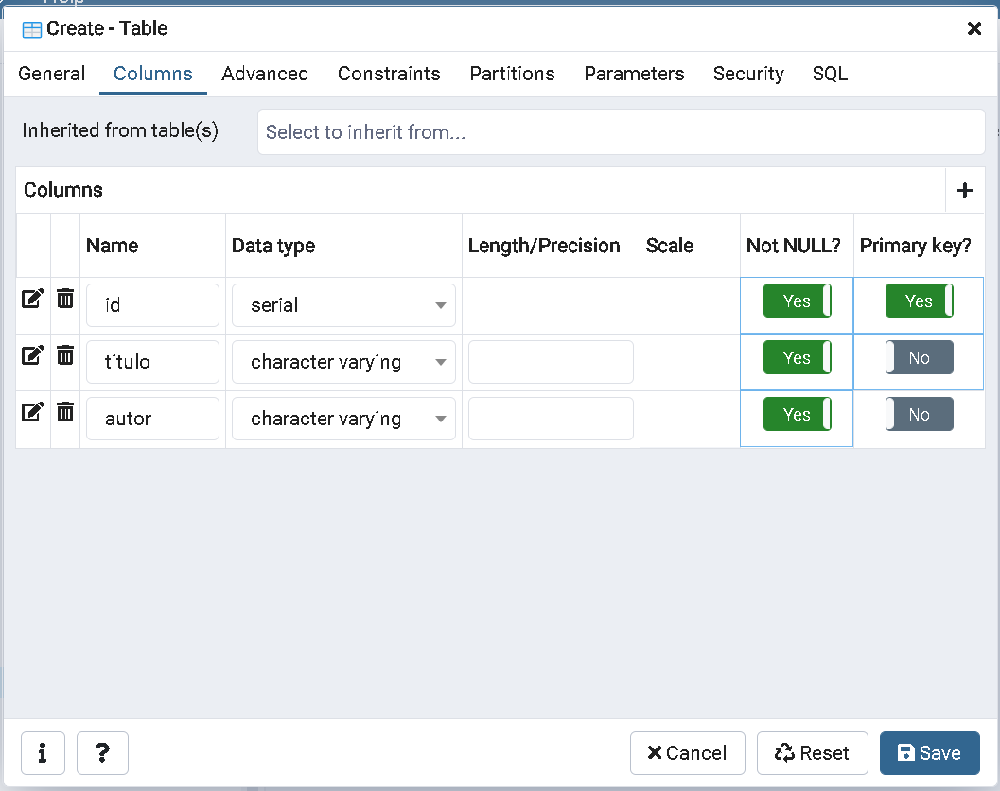 Help
Create - Table
General Columns Advanced Constraints Partitions Parameters Security SQL
Inherited from table(s) Select to inherit from...
Columns
Name Data type Length/Precision Scale Not NULL? Primary key?
id serial Yes Yes
titulo character varying Yes No
autor character varying Yes No
Cancel Reset Save